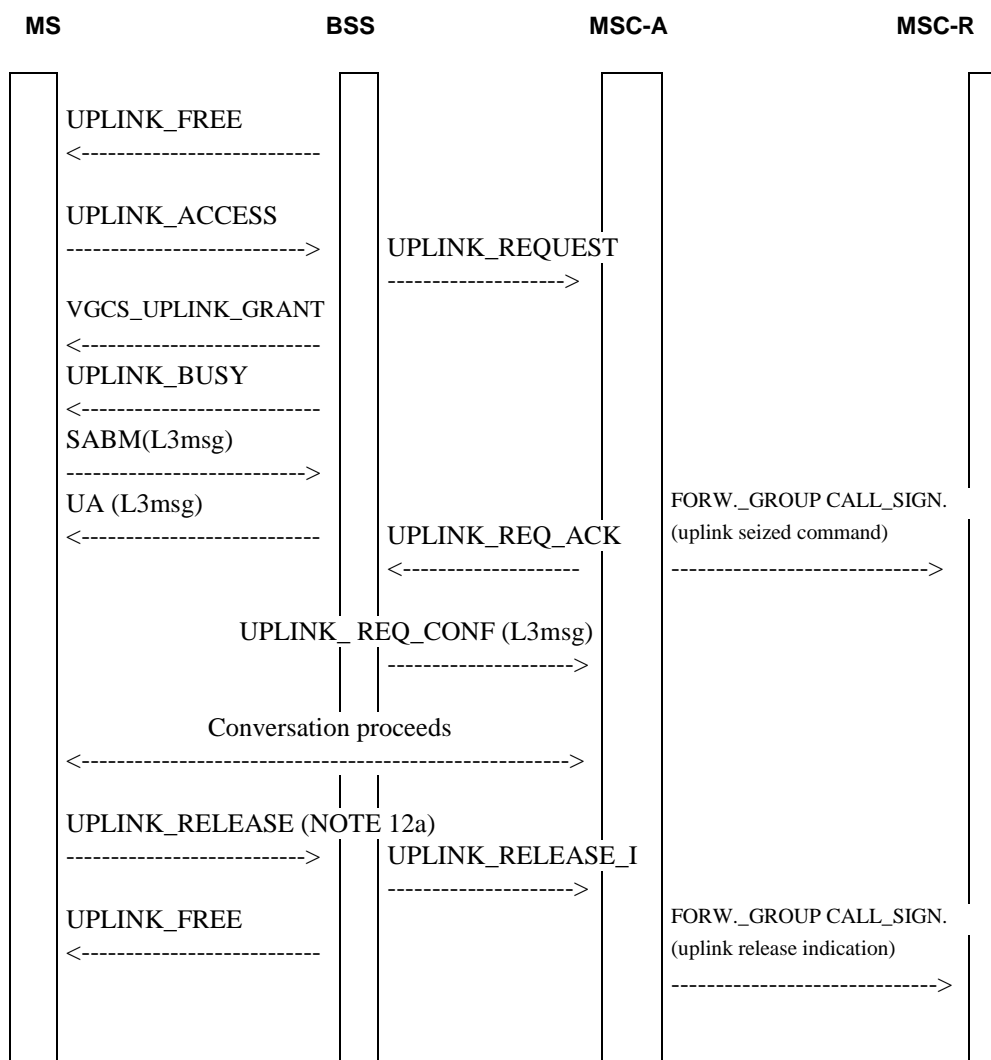 MS BSS MSC-A MSC-R
UPLINK_FREE
<---------------------------
UPLINK_ACCESS
--------------------------->
UPLINK_REQUEST
-------------------->
VGCS_UPLINK_GRANT
<---------------------------
UPLINK_BUSY
<---------------------------
SABM(L3msg)
--------------------------->
UA (L3msg)
<---------------------------
FORW._GROUP CALL_SIGN.
(uplink seized command)
UPLINK_REQ_ACK
<--------------------
----------------------------->
UPLINK_ REQ_CONF (L3msg)
--------------------->
Conversation proceeds
<------------------------------------------------------->
UPLINK_RELEASE (NOTE 12a)
--------------------------->
UPLINK_RELEASE_I
--------------------->
UPLINK_FREE
<---------------------------
FORW._GROUP CALL_SIGN.
(uplink release indication)
------------------------------>